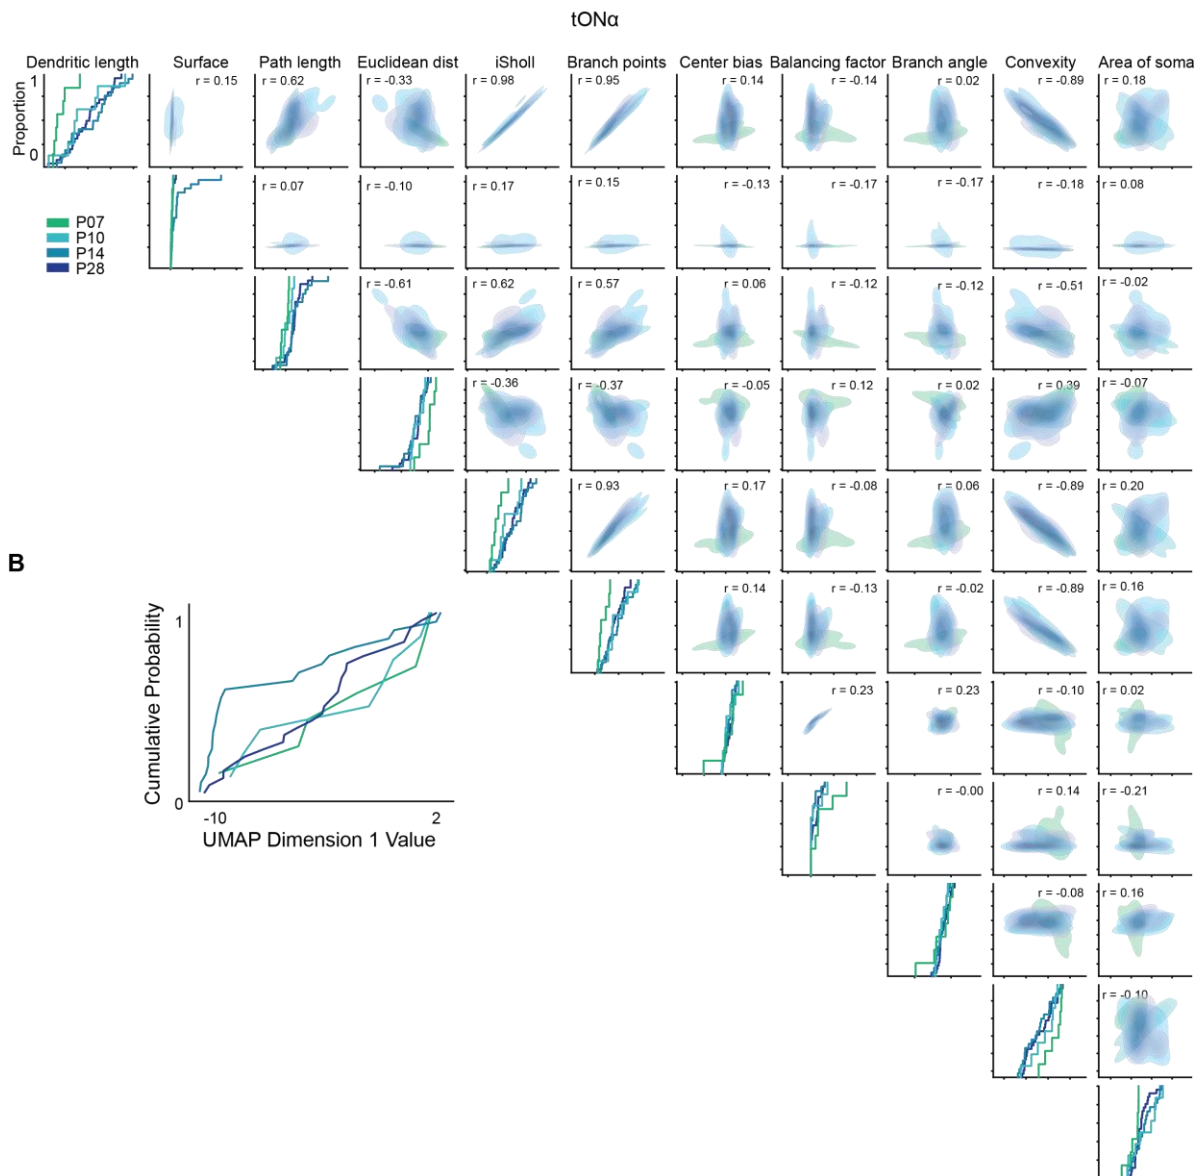 tONα
Dendritic length Surface Path length Euclidean dist iSholl Branch points Center bias Balancing factor Branch angle Convexity Area of soma
Proportion
1
0
r = 0.15 r = 0.62 r = -0.33 r = 0.98 r = 0.95 r = 0.14 r = -0.14 r = 0.02 r = -0.89 r = 0.18
r = 0.07 r = -0.10 r = 0.17 r = 0.15 r = -0.13 r = -0.17 r = -0.17 r = -0.18 r = 0.08
P07
P10
P14
P28
r = -0.61 r = 0.62 r = 0.57 r = 0.06 r = -0.12 r = -0.12 r = -0.51 r = -0.02
r = -0.36 r = -0.37 r = -0.05 r = 0.12 r = 0.02 r = 0.39 r = -0.07
r = 0.93 r = 0.17 r = -0.08 r = 0.06 r = -0.89 r = 0.20
B
r = 0.14 r = -0.13 r = -0.02 r = -0.89 r = 0.16
Cumulative Probability
1
0
-10 2
UMAP Dimension 1 Value
r = 0.23 r = 0.23 r = -0.10 r = 0.02
r = -0.00 r = 0.14 r = -0.21
r = -0.08 r = 0.16
r = -0.10